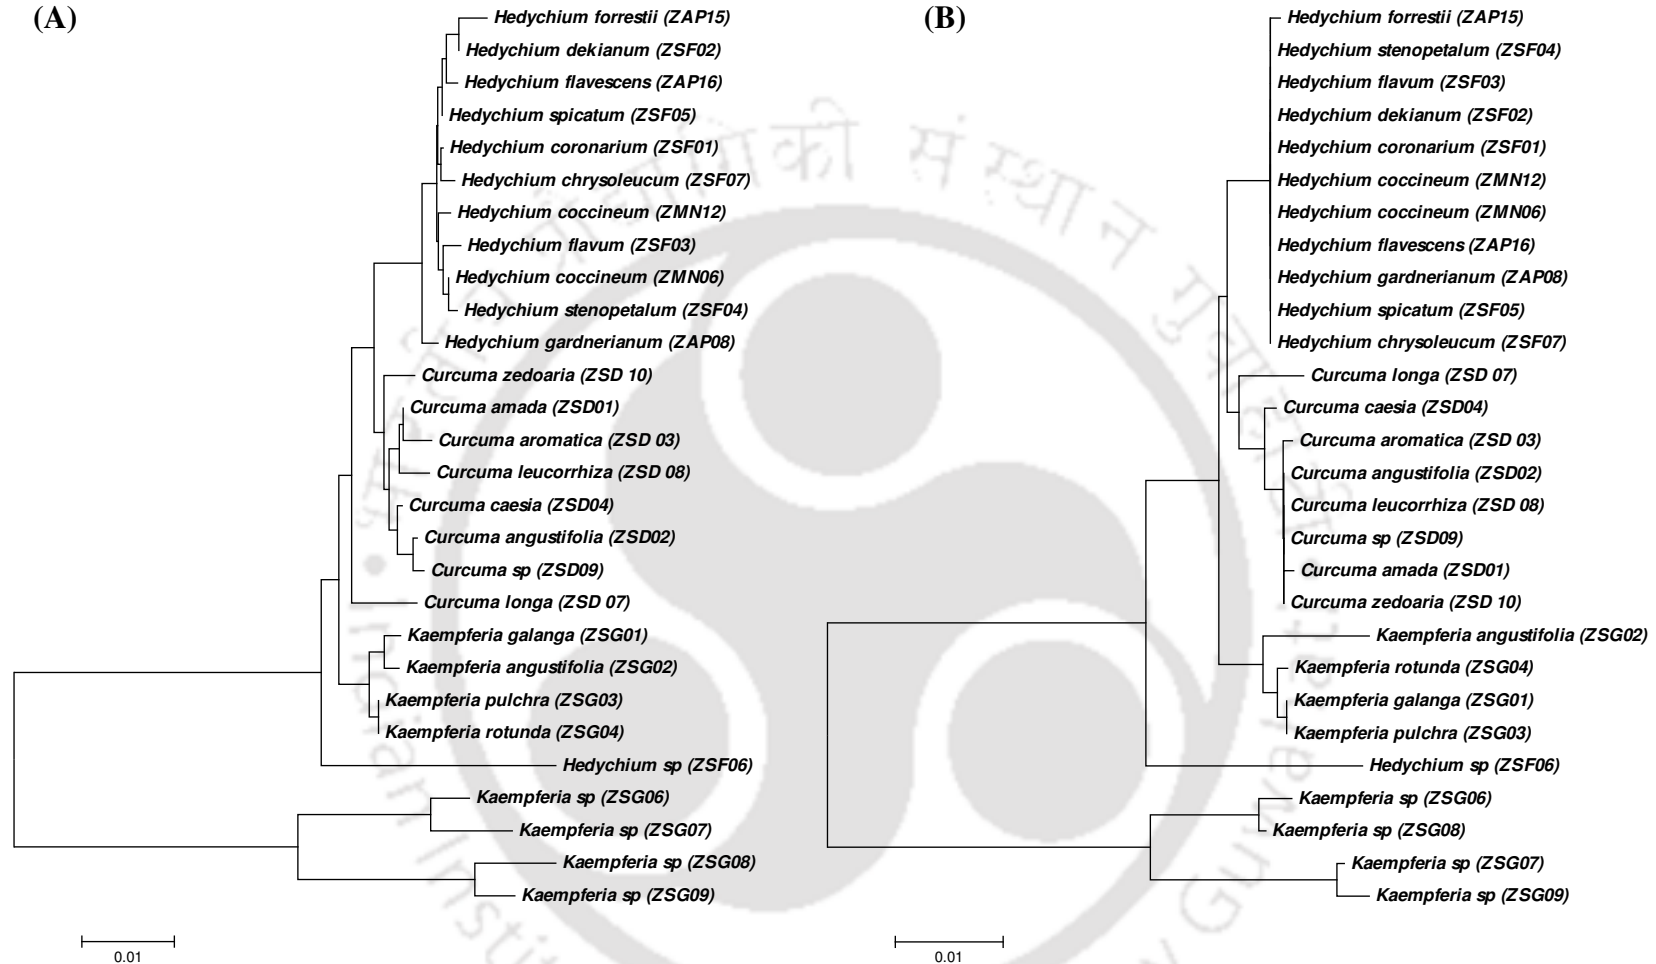 (A)
Hedychium forrestii (ZAP15)
Hedychium dekianum (ZSF02)
Hedychium flavescens (ZAP16)
Hedychium spicatum (ZSF05)
Hedychium coronarium (ZSF01)
Hedychium chrysoleucum (ZSF07)
Hedychium coccineum (ZMN12)
Hedychium flavum (ZSF03)
Hedychium coccineum (ZMN06)
Hedychium stenopetalum (ZSF04)
Hedychium gardnerianum (ZAP08)
Curcuma zedoaria (ZSD 10)
Curcuma amada (ZSD01)
Curcuma aromatica (ZSD 03)
Curcuma leucorrhiza (ZSD 08)
Curcuma caesia (ZSD04)
Curcuma angustifolia (ZSD02)
Curcuma sp (ZSD09)
Curcuma longa (ZSD 07)
Kaempferia galanga (ZSG01)
Kaempferia angustifolia (ZSG02)
Kaempferia pulchra (ZSG03)
Kaempferia rotunda (ZSG04)
Hedychium sp (ZSF06)
Kaempferia sp (ZSG06)
Kaempferia sp (ZSG07)
Kaempferia sp (ZSG08)
Kaempferia sp (ZSG09)
0.01
(B)
Hedychium forrestii (ZAP15)
Hedychium stenopetalum (ZSF04)
Hedychium flavum (ZSF03)
Hedychium dekianum (ZSF02)
Hedychium coronarium (ZSF01)
Hedychium coccineum (ZMN12)
Hedychium coccineum (ZMN06)
Hedychium flavescens (ZAP16)
Hedychium gardnerianum (ZAP08)
Hedychium spicatum (ZSF05)
Hedychium chrysoleucum (ZSF07)
Curcuma longa (ZSD 07)
Curcuma caesia (ZSD04)
Curcuma aromatica (ZSD 03)
Curcuma angustifolia (ZSD02)
Curcuma leucorrhiza (ZSD 08)
Curcuma sp (ZSD09)
Curcuma amada (ZSD01)
Curcuma zedoaria (ZSD 10)
Kaempferia angustifolia (ZSG02)
Kaempferia rotunda (ZSG04)
Kaempferia galanga (ZSG01)
Kaempferia pulchra (ZSG03)
Hedychium sp (ZSF06)
Kaempferia sp (ZSG06)
Kaempferia sp (ZSG08)
Kaempferia sp (ZSG07)
Kaempferia sp (ZSG09)
0.01